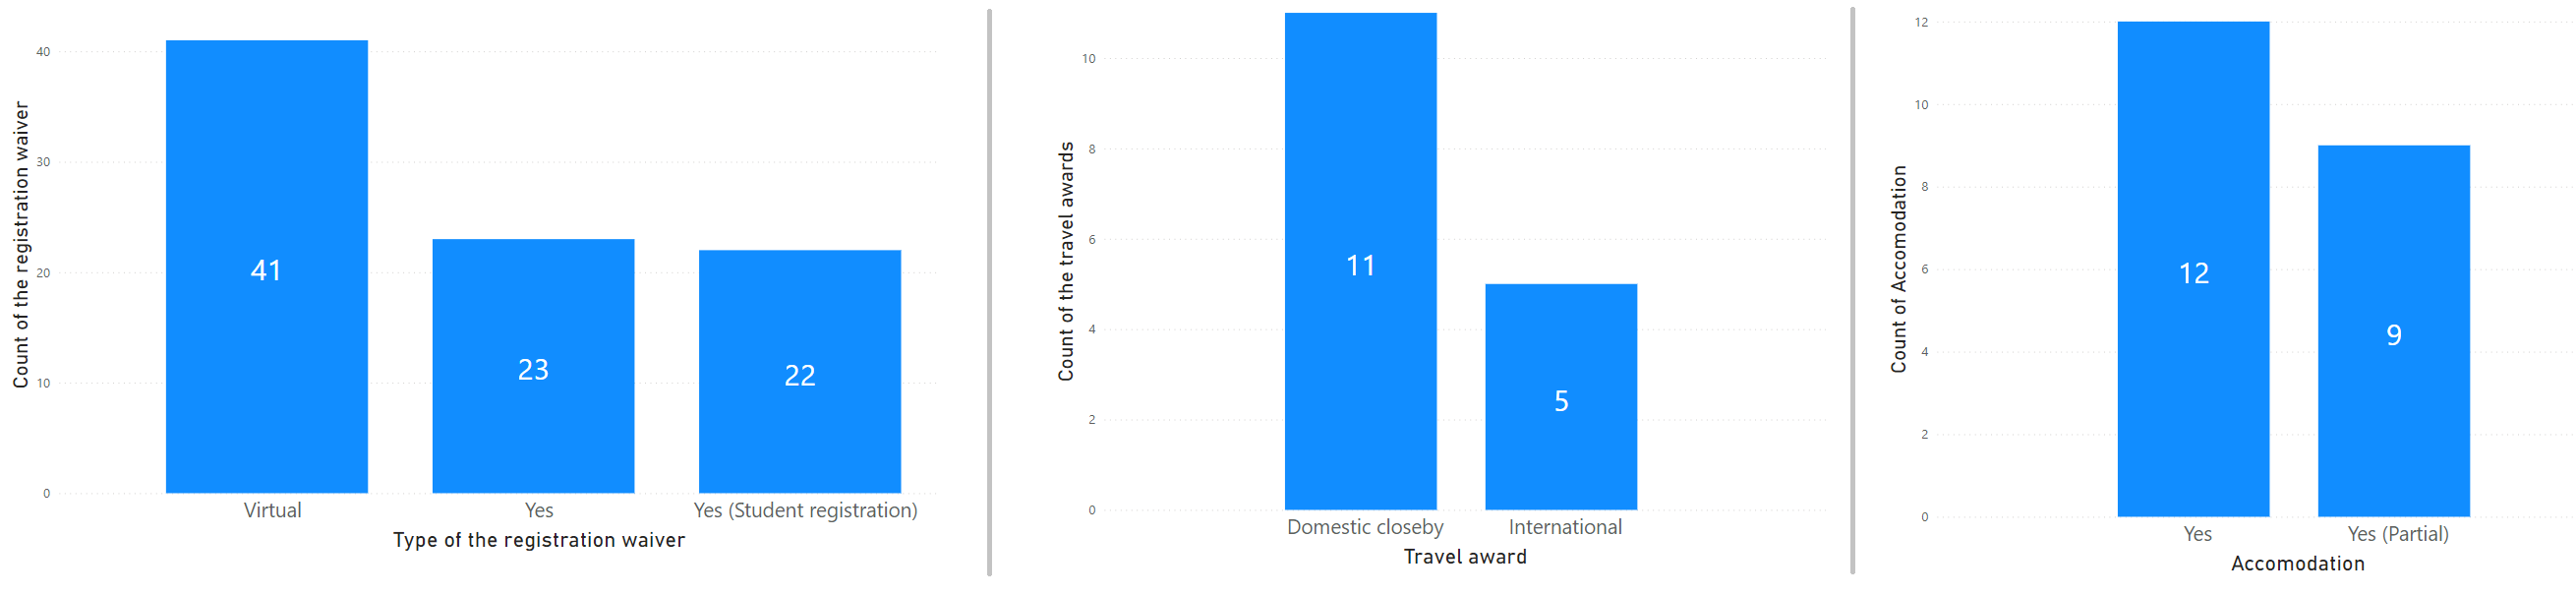 Count of the registration waiver
40
30
20
10
0
41
23
22
Virtual
Yes
Yes (Student registration)
Type of the registration waiver
Count of the travel awards
10
8
6
4
2
0
11
5
Domestic closeby
International
Travel award
Count of Accomodation
12
10
8
6
4
2
0
12
9
Yes
Yes (Partial)
Accomodation